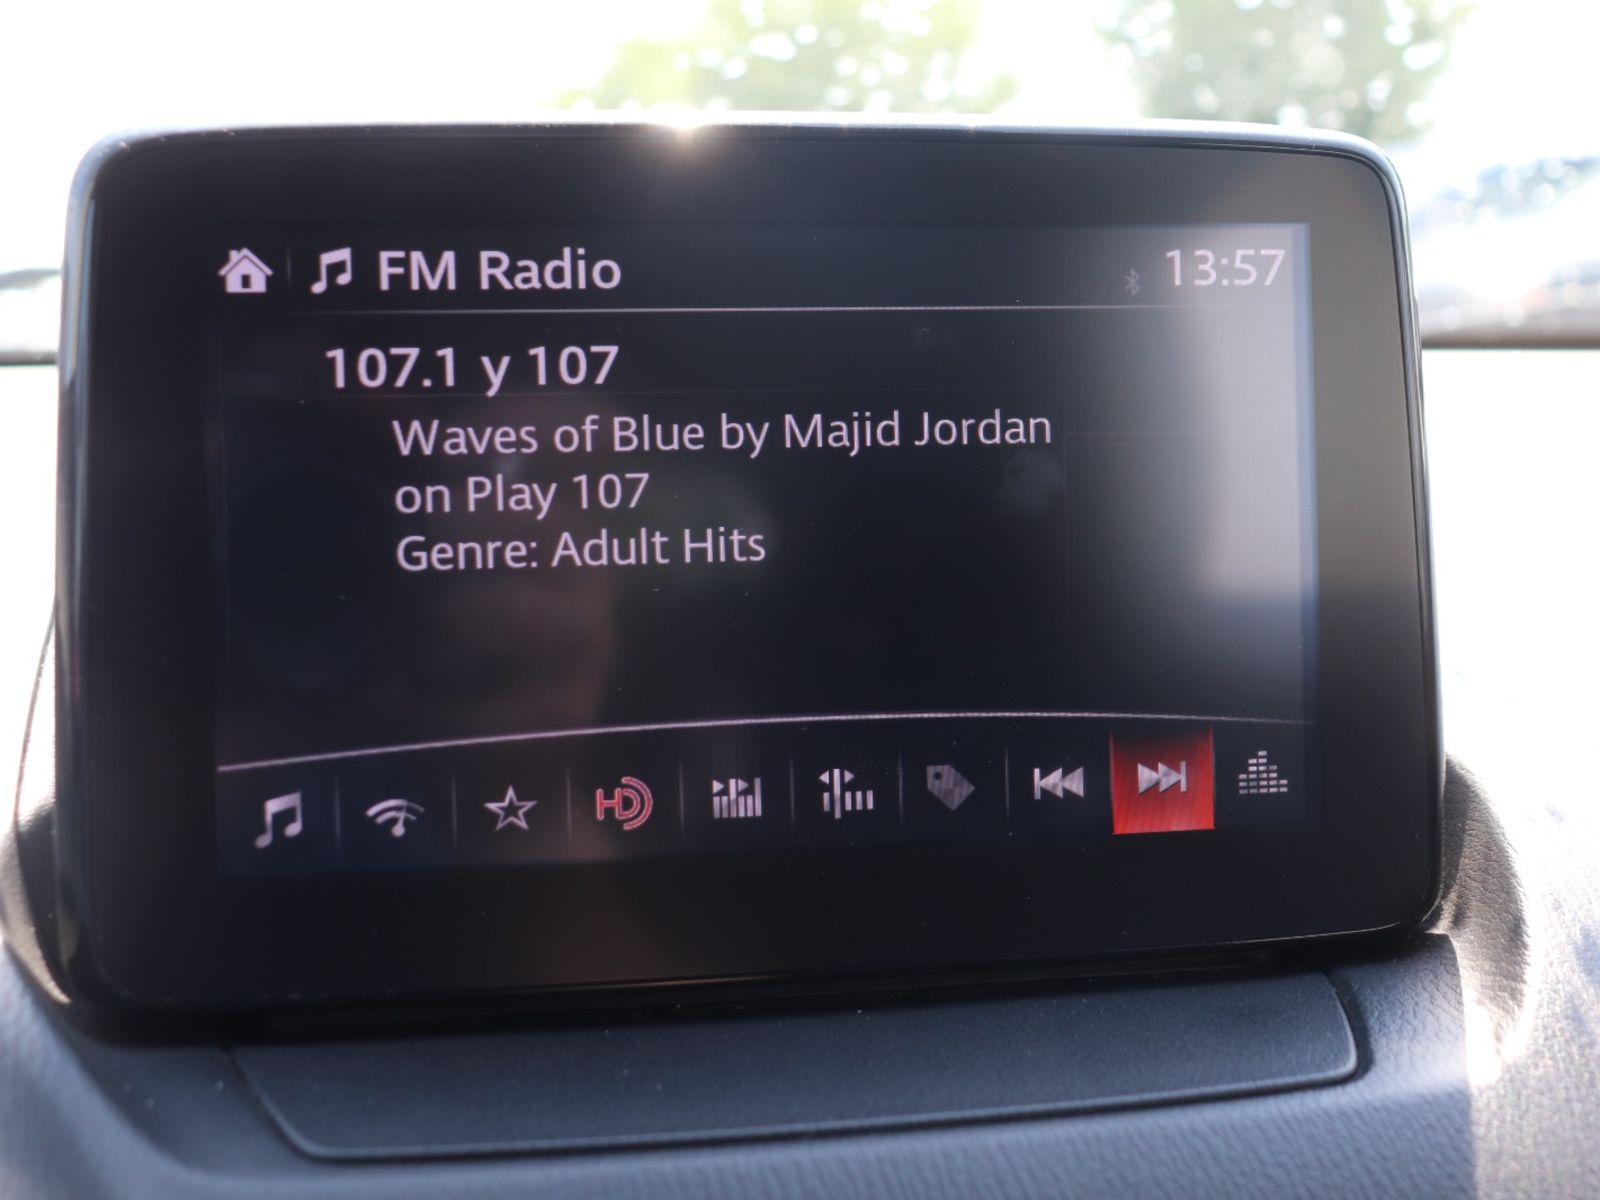 FM Radio
13:57
107.1 y 107
Waves of Blue by Majid Jordan
on Play 107
Genre: Adult Hits
HD